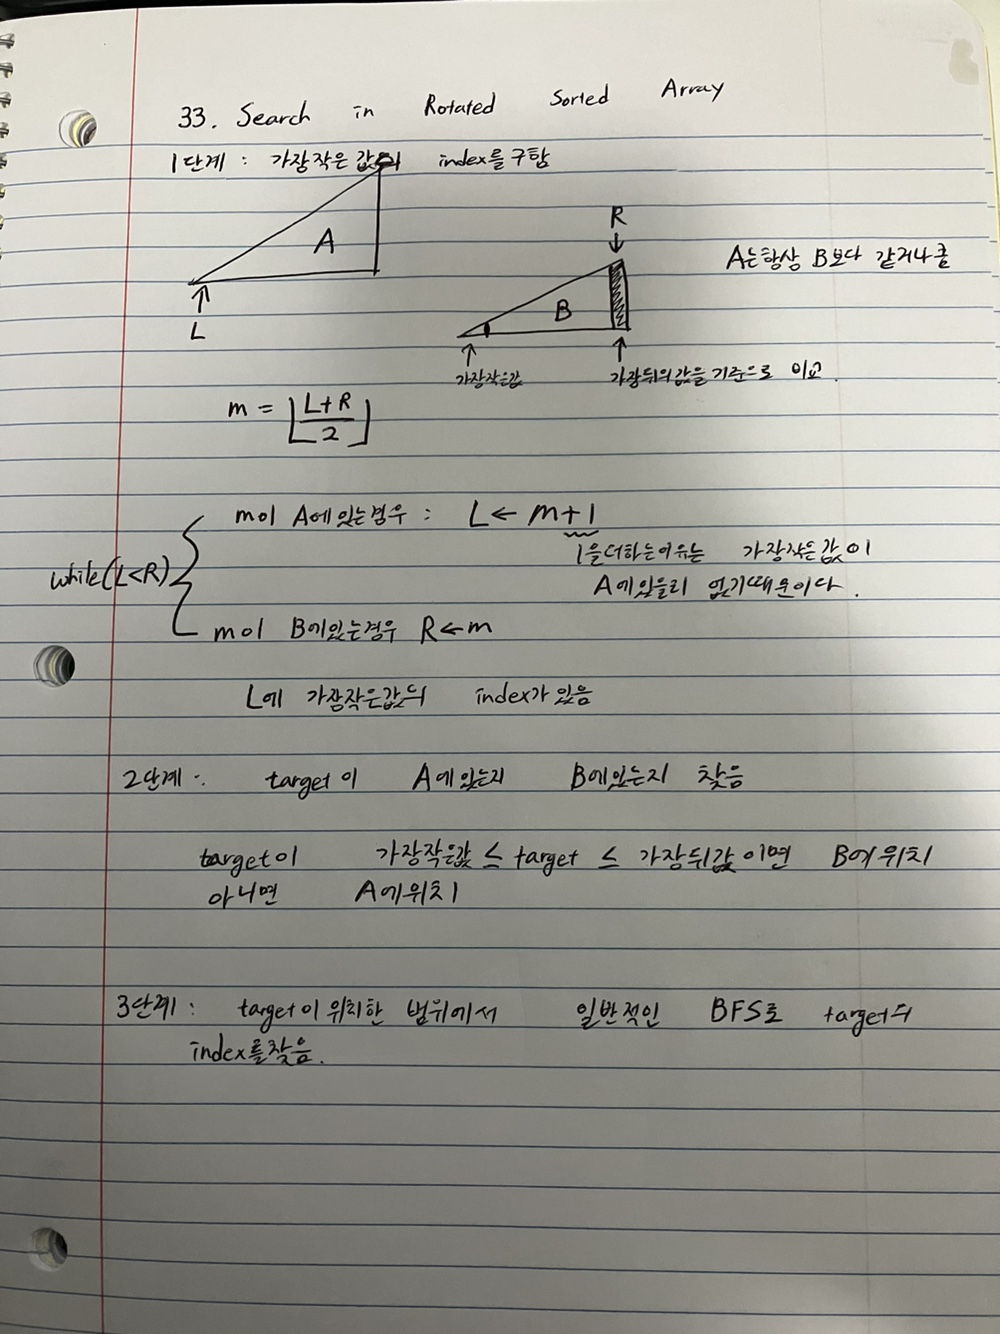 33. Search in Rotated Sorted Array
1단계 : 가장작은 값의 index를 구함
A
R
A는항상 B보다 같거나큼
B
L
가장작은값
가장뒤의값을 기준으로 비교.
m = ⌊(L+R)/2⌋
m이 A에있는경우 : L ← m+1
1을더하는이유는 가장작은값이
while(L<R)
A에있을리 없기때문이다.
m이 B에있는경우 R←m
L에 가장작은값의 index가 있음
2단계 : target이 A에있는지 B에있는지 찾음
target이 가장작은값 ≤ target ≤ 가장뒤값 이면 B에 위치
아니면 A에위치
3단계 : target이 위치한 범위에서 일반적인 BFS로 target의
index를찾음.